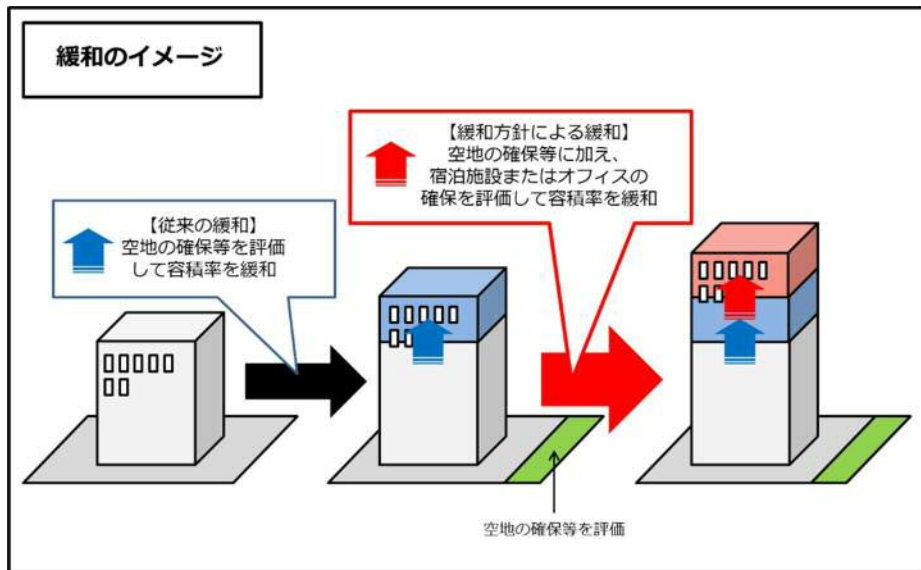 緩和のイメージ
【緩和方針による緩和】
空地の確保等に加え、
宿泊施設またはオフィスの
確保を評価して容積率を緩和
【従来の緩和】
空地の確保等を評価
して容積率を緩和
空地の確保等を評価